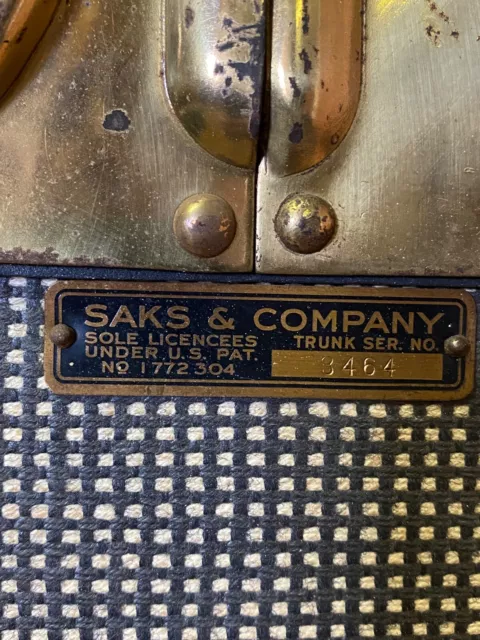 SAKS & COMPANY
SOLE LICENCEES
UNDER U.S. PAT.
No 1772304
TRUNK SER. NO.
3464